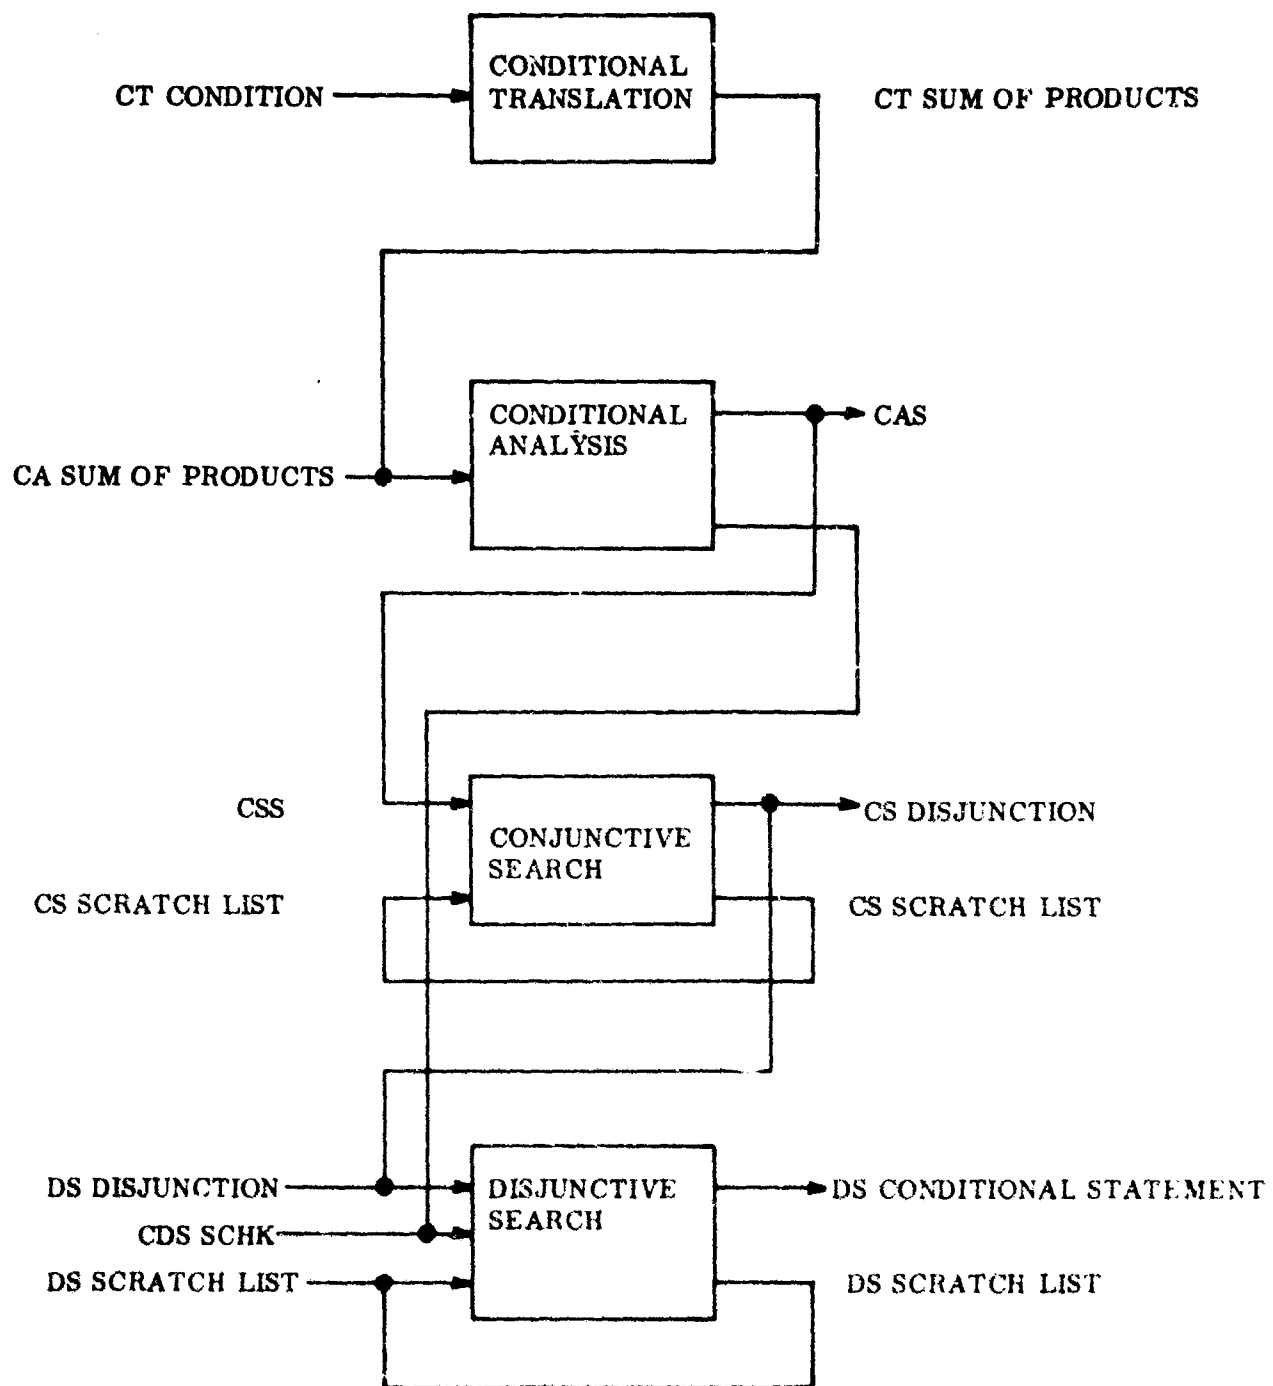 CONDITIONAL
TRANSLATION
CT CONDITION
CT SUM OF PRODUCTS
CONDITIONAL
ANALYSIS
CAS
CA SUM OF PRODUCTS
CSS
CONJUNCTIVE
SEARCH
CS DISJUNCTION
CS SCRATCH LIST
CS SCRATCH LIST
DS DISJUNCTION
CDS SCHK
DS SCRATCH LIST
DISJUNCTIVE
SEARCH
DS CONDITIONAL STATEMENT
DS SCRATCH LIST